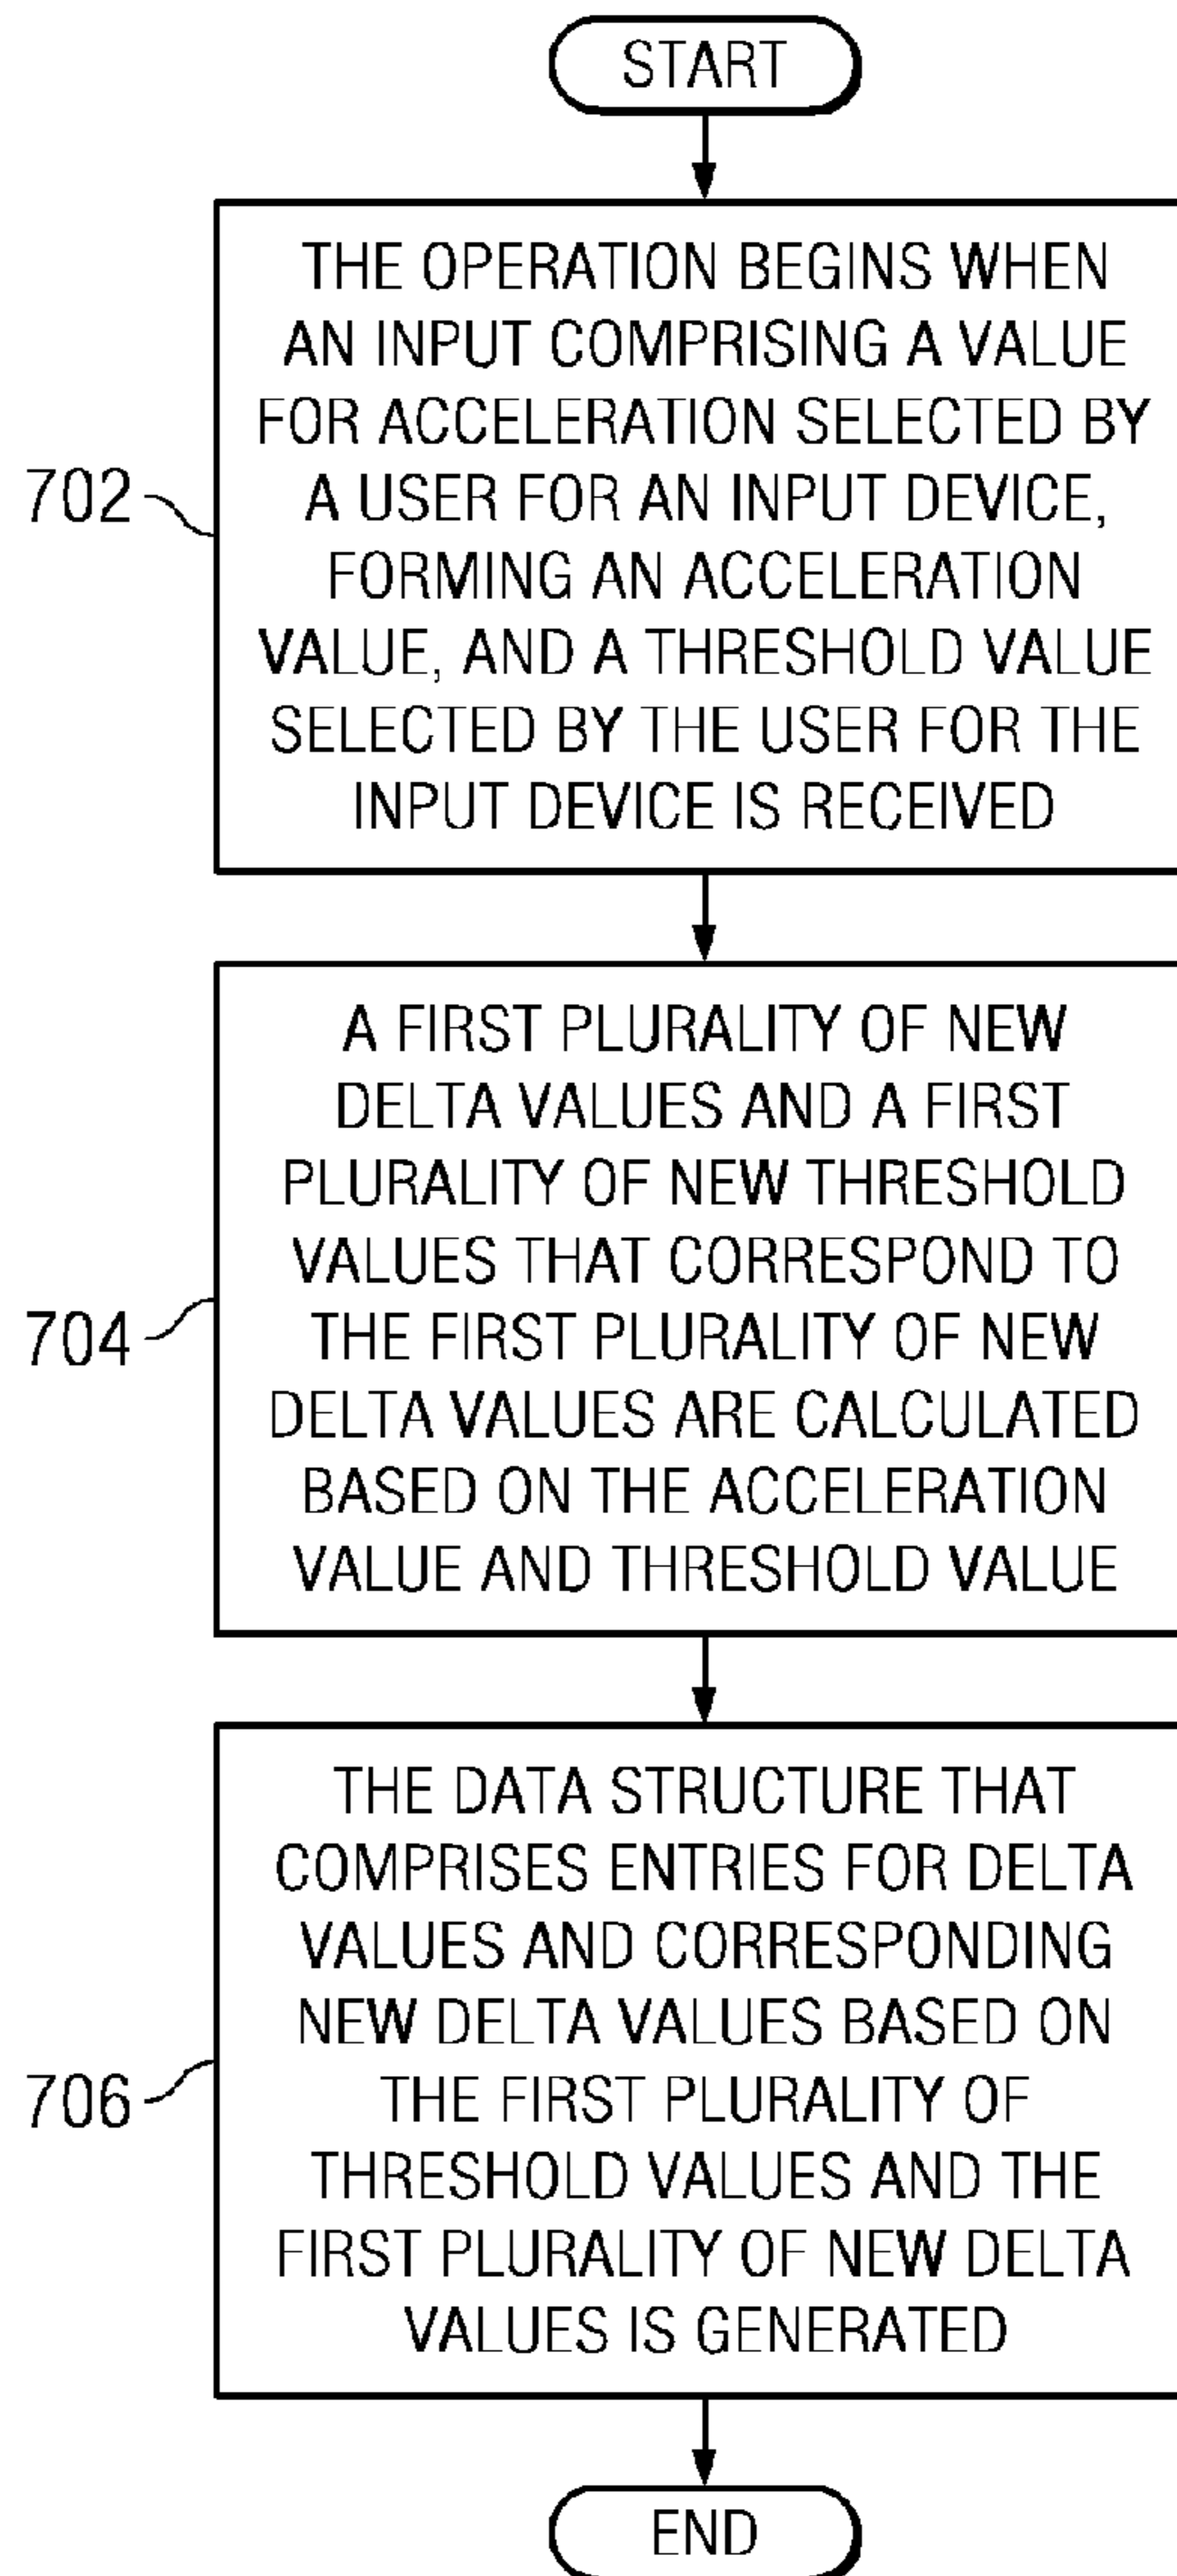 START
THE OPERATION BEGINS WHEN
AN INPUT COMPRISING A VALUE
FOR ACCELERATION SELECTED BY
A USER FOR AN INPUT DEVICE,
FORMING AN ACCELERATION
VALUE, AND A THRESHOLD VALUE
SELECTED BY THE USER FOR THE
INPUT DEVICE IS RECEIVED
702
A FIRST PLURALITY OF NEW
DELTA VALUES AND A FIRST
PLURALITY OF NEW THRESHOLD
VALUES THAT CORRESPOND TO
THE FIRST PLURALITY OF NEW
DELTA VALUES ARE CALCULATED
BASED ON THE ACCELERATION
VALUE AND THRESHOLD VALUE
704
THE DATA STRUCTURE THAT
COMPRISES ENTRIES FOR DELTA
VALUES AND CORRESPONDING
NEW DELTA VALUES BASED ON
THE FIRST PLURALITY OF
THRESHOLD VALUES AND THE
FIRST PLURALITY OF NEW DELTA
VALUES IS GENERATED
706
END